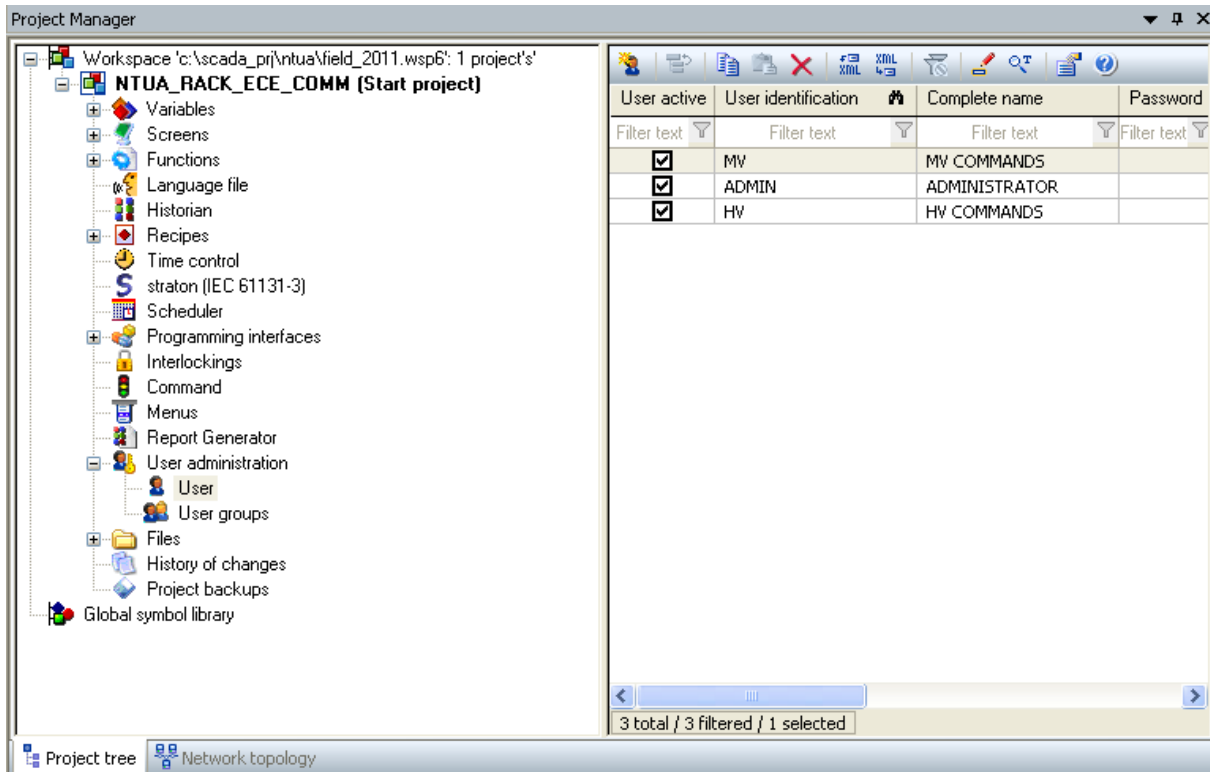 Project Manager
Workspace 'c:\scada_prj\ntua\field_2011.wsp6': 1 project's'
NTUA_RACK_ECE_COMM (Start project)
Variables
Screens
Functions
Language file
Historian
Recipes
Time control
straton (IEC 61131-3)
Scheduler
Programming interfaces
Interlockings
Command
Menus
Report Generator
User administration
User
User groups
Files
History of changes
Project backups
Global symbol library
XML XML
User active User identification Complete name Password
Filter text Filter text Filter text Filter text
MV MV COMMANDS
ADMIN ADMINISTRATOR
HV HV COMMANDS
3 total / 3 filtered / 1 selected
Project tree Network topology